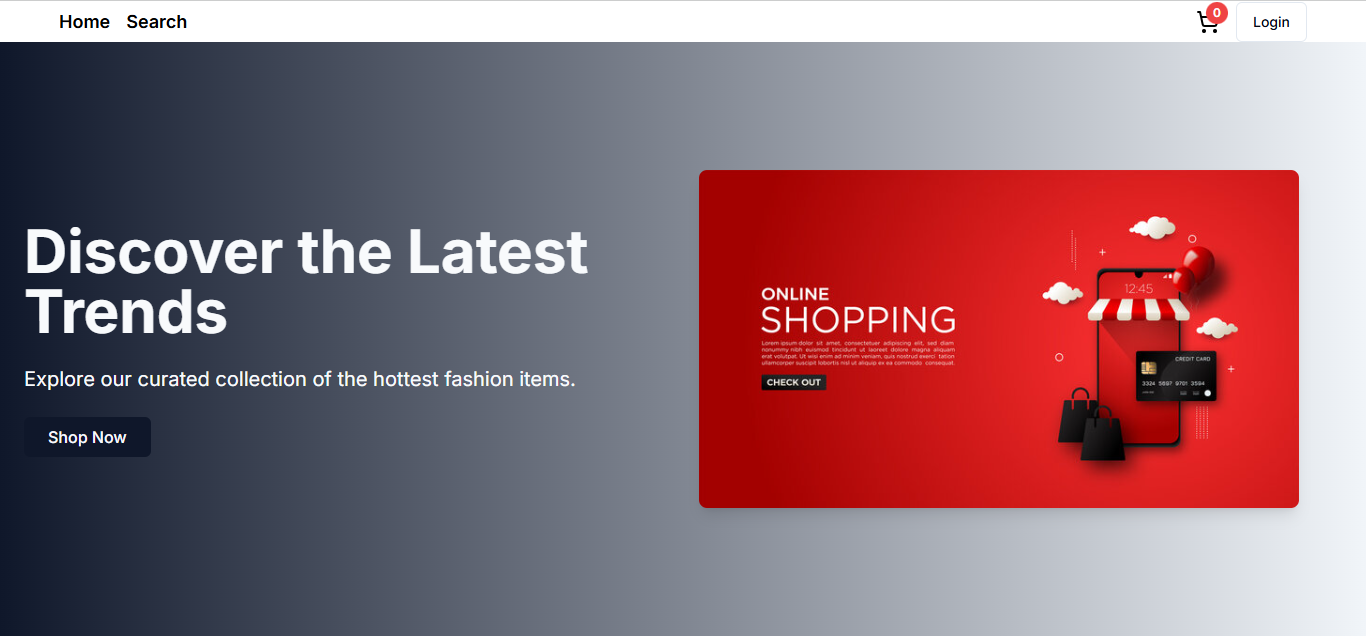 Home Search
0
Login
Discover the Latest
Trends
Explore our curated collection of the hottest fashion items.
Shop Now
ONLINE
SHOPPING
Lorem ipsum dolor sit amet, consectetuer adipiscing elit, sed diam
nonummy nibh euismod tincidunt ut laoreet dolore magna aliquam
erat volutpat. Ut wisi enim ad minim veniam, quis nostrud exerci tation
ullamcorper suscipit lobortis nisl ut aliquip ex ea commodo consequat.
CHECK OUT
12:45
CREDIT CARD
3324 5697 9701 3594